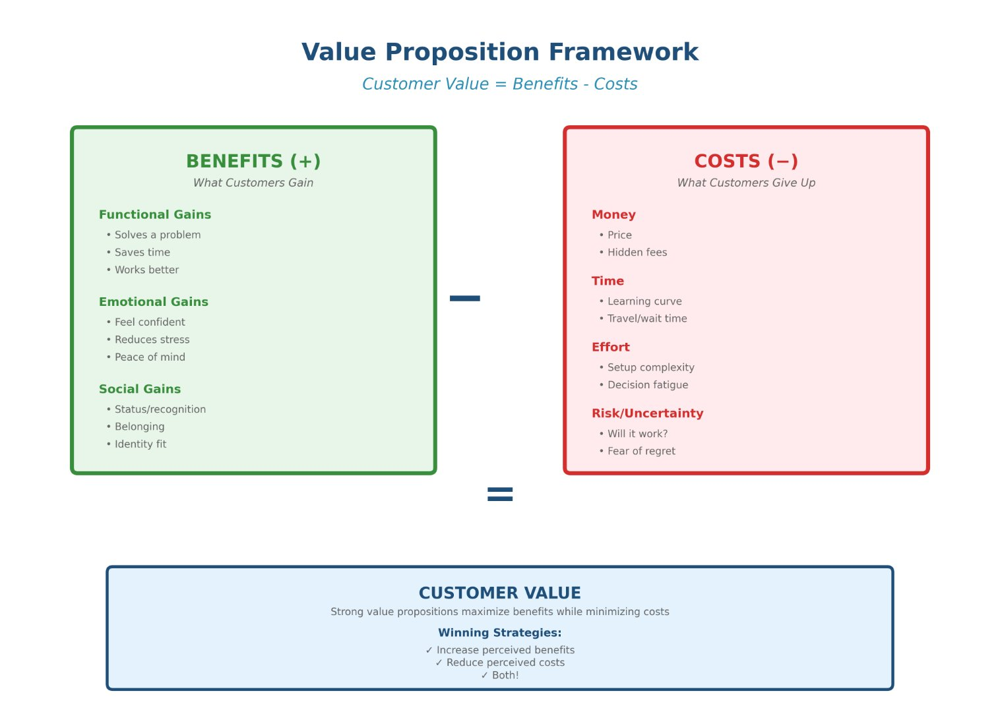 Value Proposition Framework
Customer Value = Benefits - Costs
BENEFITS (+)
What Customers Gain
Functional Gains
• Solves a problem
• Saves time
• Works better
Emotional Gains
• Feel confident
• Reduces stress
• Peace of mind
Social Gains
• Status/recognition
• Belonging
• Identity fit
−
COSTS (−)
What Customers Give Up
Money
• Price
• Hidden fees
Time
• Learning curve
• Travel/wait time
Effort
• Setup complexity
• Decision fatigue
Risk/Uncertainty
• Will it work?
• Fear of regret
=
CUSTOMER VALUE
Strong value propositions maximize benefits while minimizing costs
Winning Strategies:
✓ Increase perceived benefits
✓ Reduce perceived costs
✓ Both!